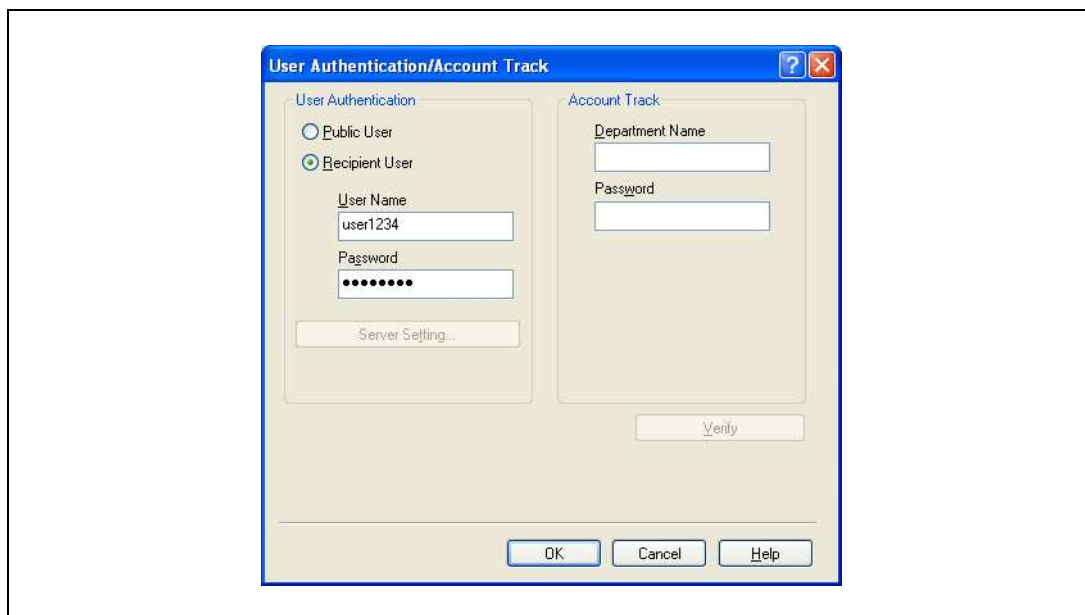 User Authentication/Account Track
User Authentication
Public User
Recipient User
User Name
user1234
Password
••••••••
Server Setting...
Account Track
Department Name
Password
Verify
OK
Cancel
Help